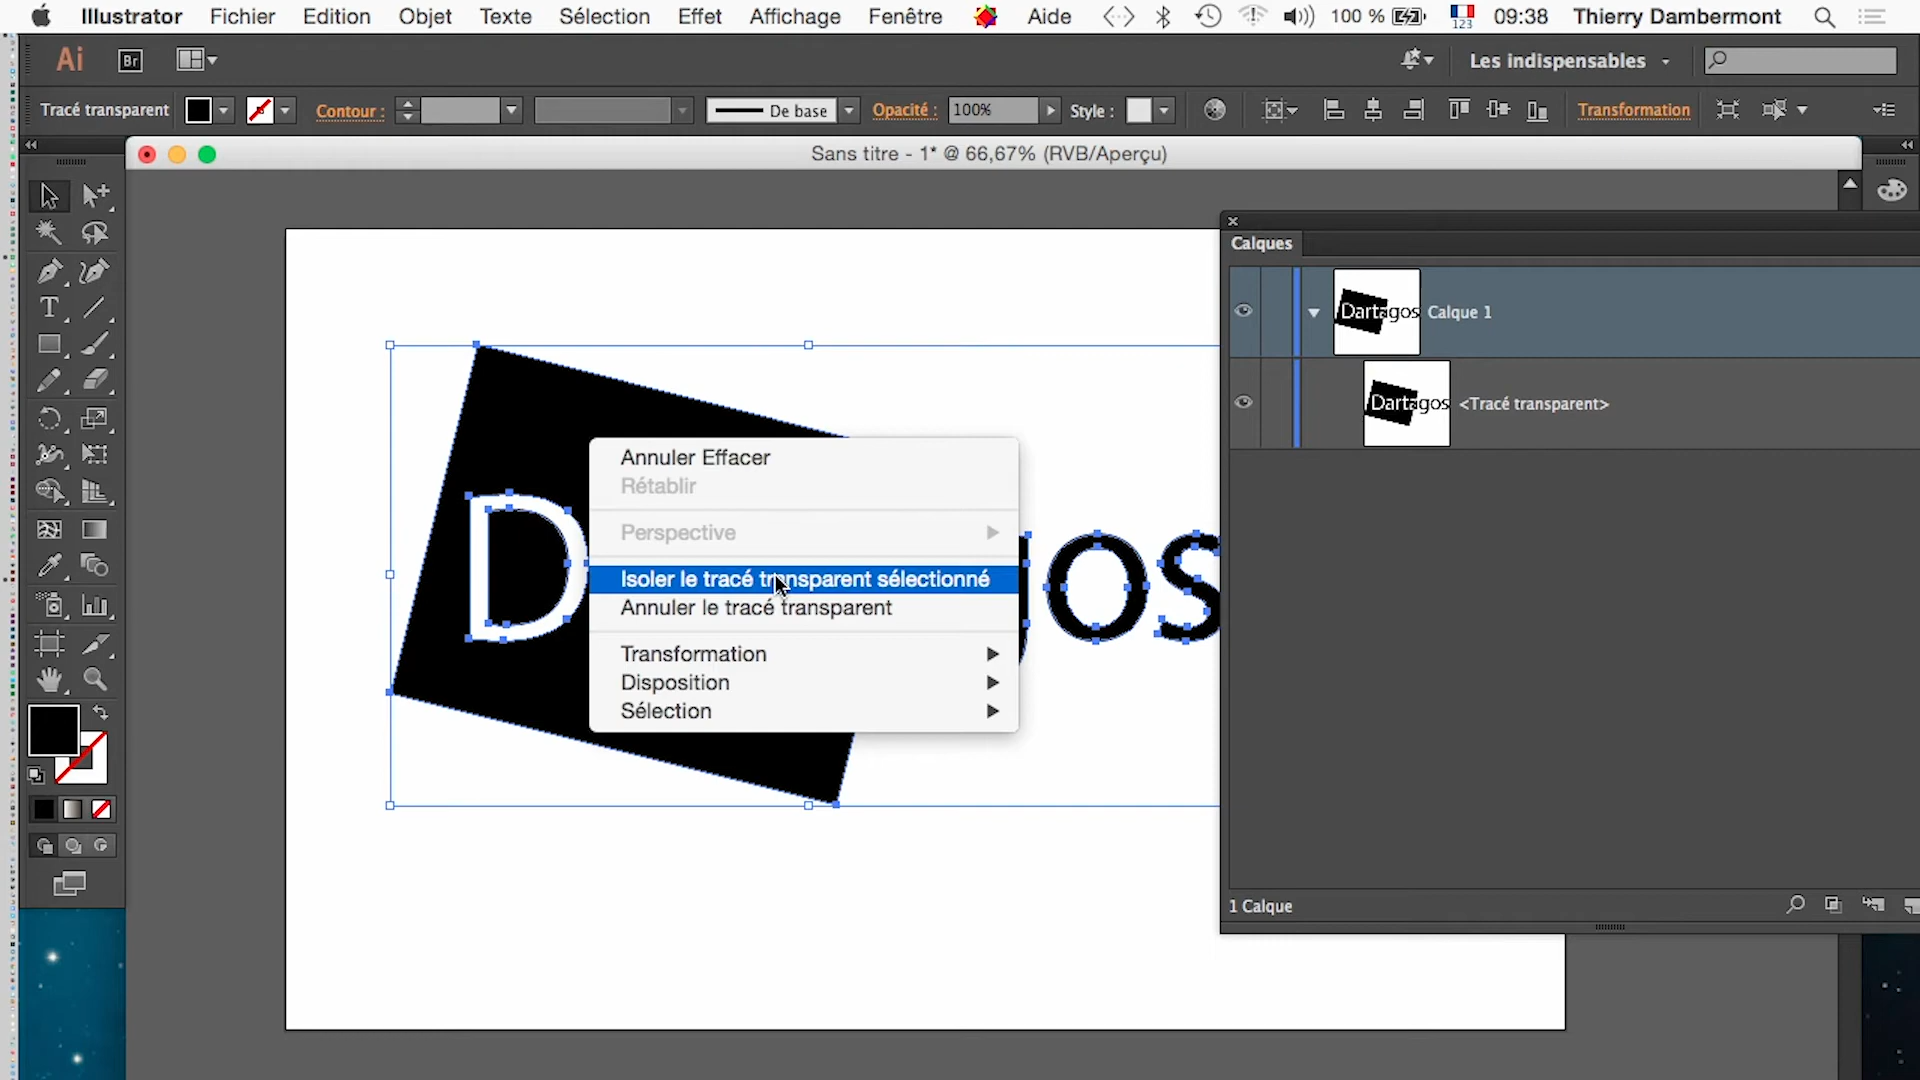 Illustrator Fichier Edition Objet Texte Sélection Effet Affichage Fenêtre Aide 100 % 123 09:38 Thierry Dambermont
Ai Br Les indispensables
Tracé transparent Contour : De base Opacité : 100% Style : Transformation
Sans titre - 1* @ 66,67% (RVB/Aperçu)
Calques
Dartagos Calque 1
Dartagos <Tracé transparent>
Annuler Effacer
Rétablir
Perspective
Isoler le tracé transparent sélectionné
Annuler le tracé transparent
Transformation
Disposition
Sélection
D gos
T
1 Calque